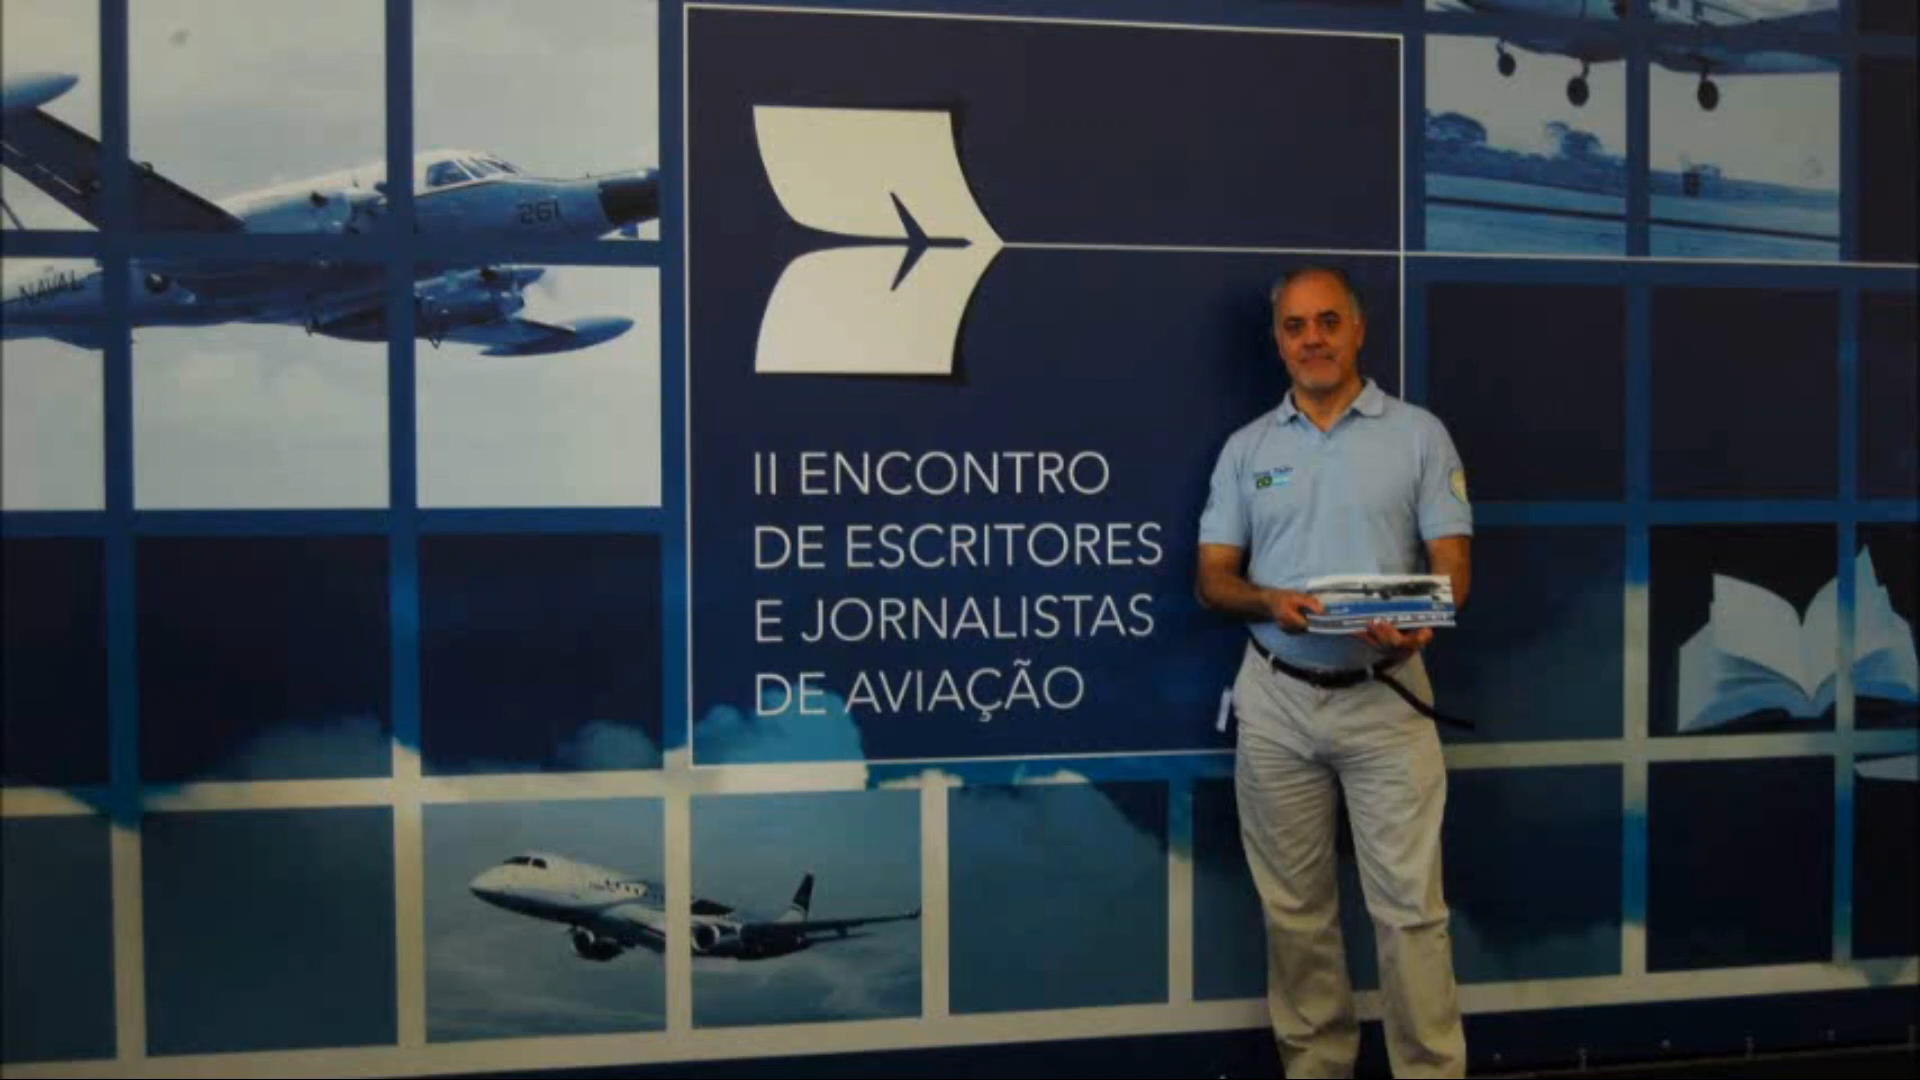 261
NAVAL
II ENCONTRO
DE ESCRITORES
E JORNALISTAS
DE AVIAÇÃO